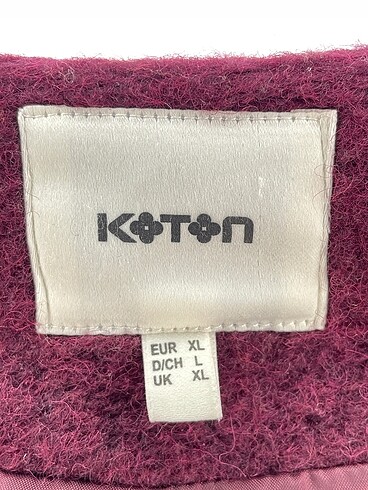 KOTON
EUR XL
D/CH L
UK XL